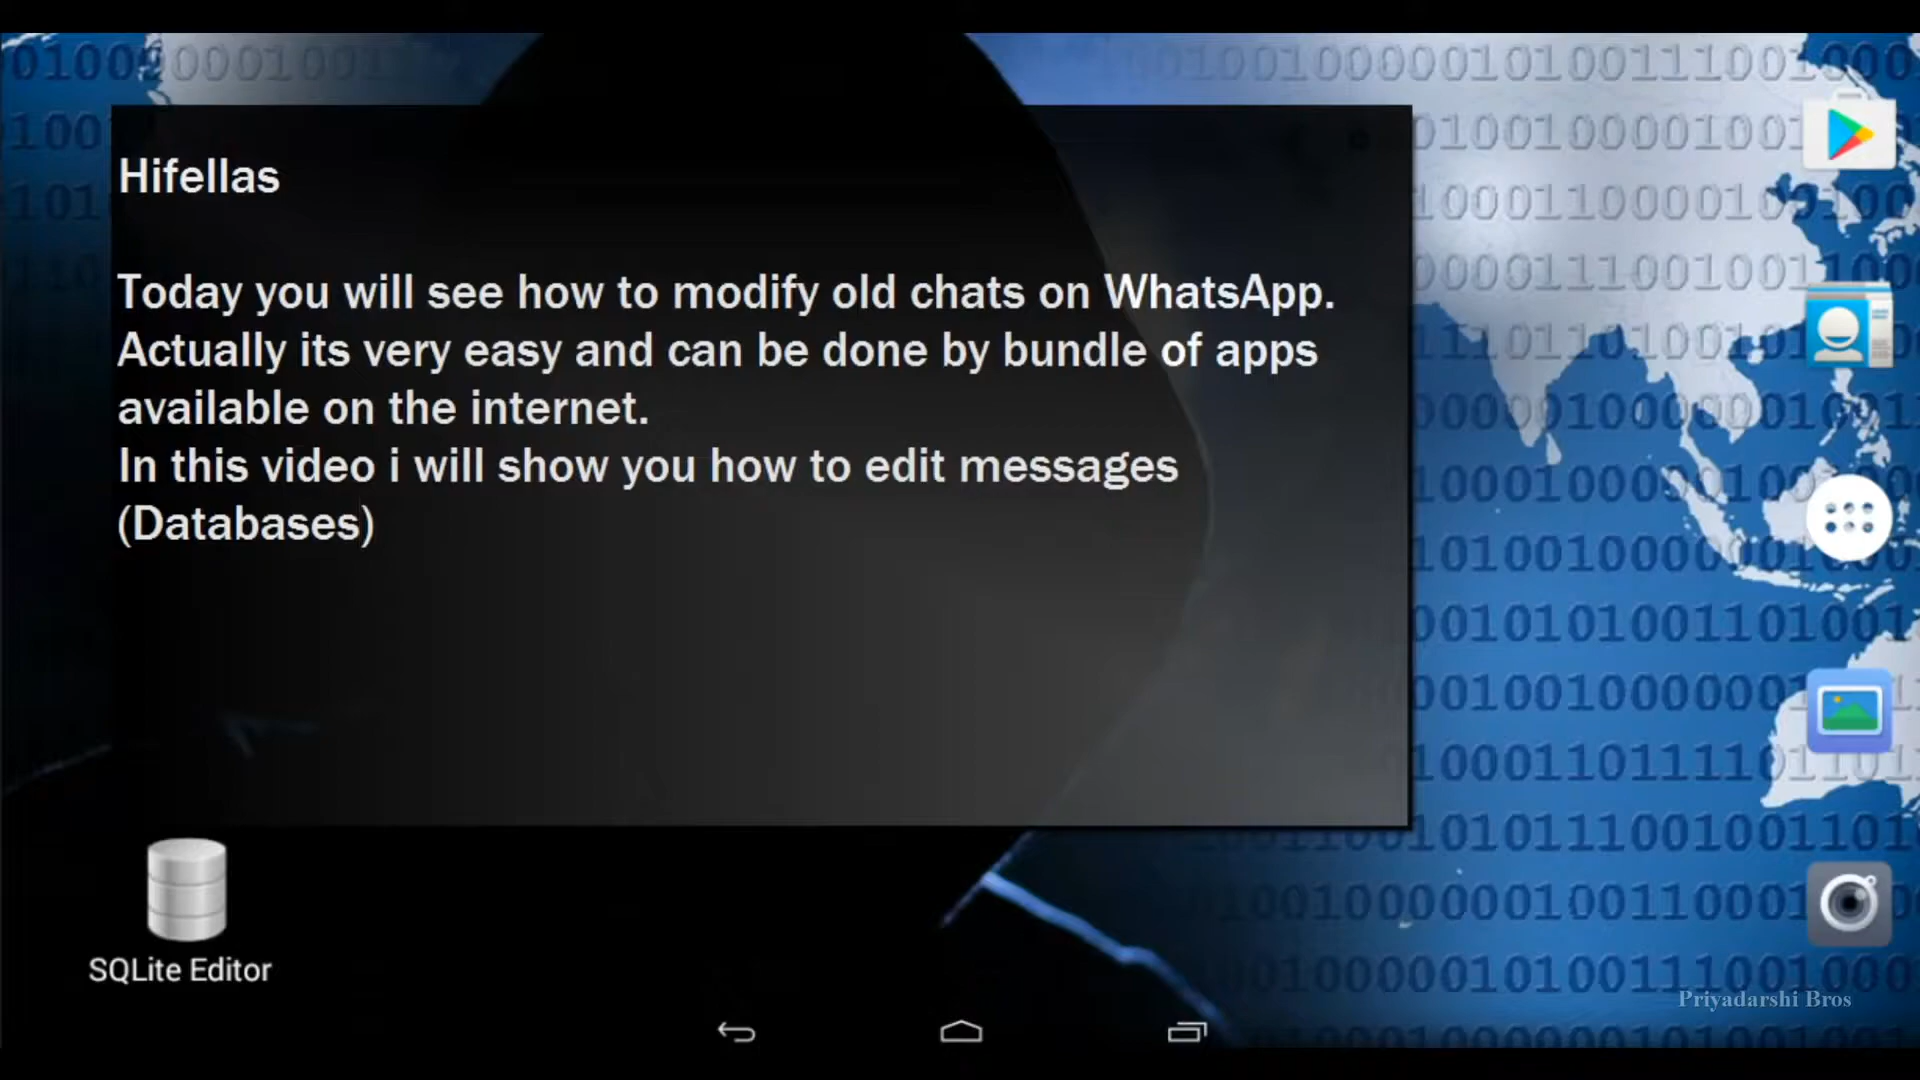 Hifellas
Today you will see how to modify old chats on WhatsApp.
Actually its very easy and can be done by bundle of apps
available on the internet.
In this video i will show you how to edit messages
(Databases)
SQLite Editor
Priyadarshi Bros